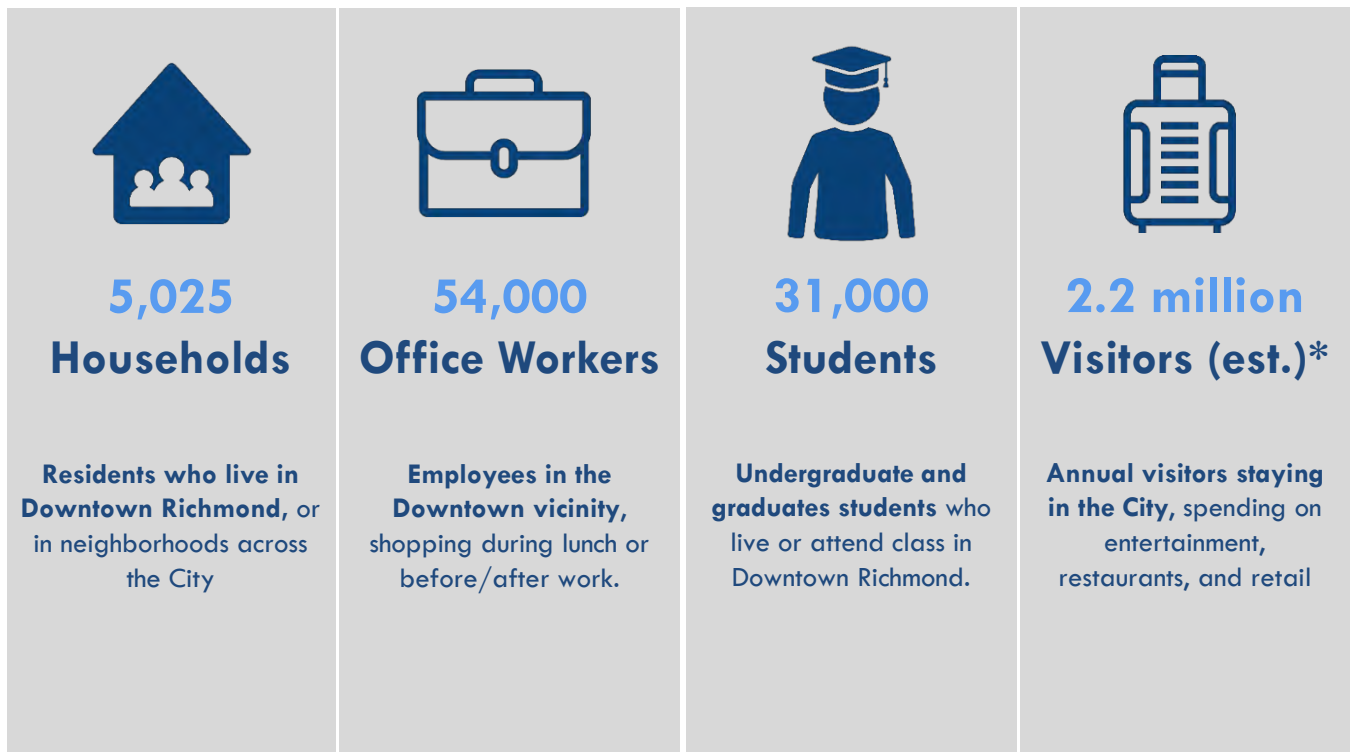 5,025
Households
Residents who live in
Downtown Richmond, or
in neighborhoods across
the City
54,000
Office Workers
Employees in the
Downtown vicinity,
shopping during lunch or
before/after work.
31,000
Students
Undergraduate and
graduates students who
live or attend class in
Downtown Richmond.
2.2 million
Visitors (est.)*
Annual visitors staying
in the City, spending on
entertainment,
restaurants, and retail